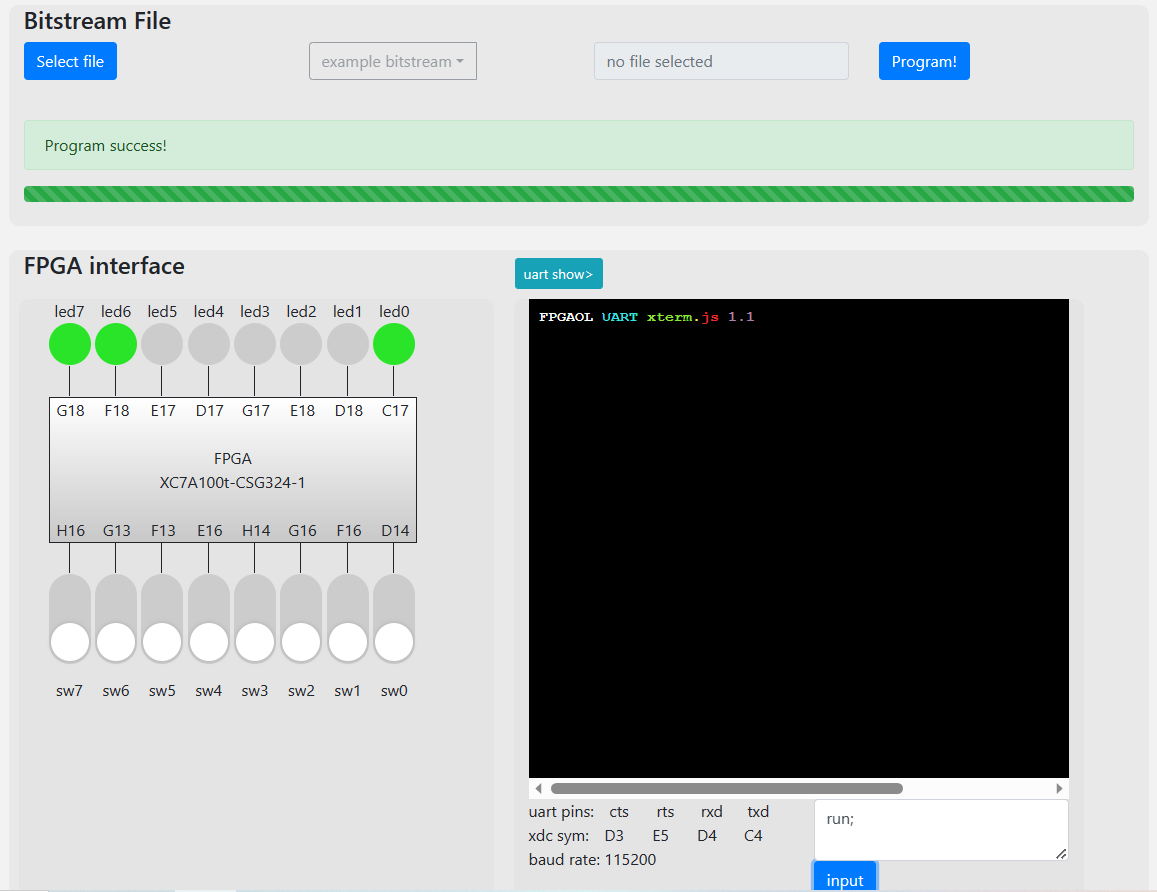 Bitstream File
Select file
example bitstream
no file selected
Program!
Program success!
FPGA interface
uart show>
led7 led6 led5 led4 led3 led2 led1 led0
G18 F18 E17 D17 G17 E18 D18 C17
FPGA
XC7A100t-CSG324-1
H16 G13 F13 E16 H14 G16 F16 D14
sw7 sw6 sw5 sw4 sw3 sw2 sw1 sw0
FPGAOL UART xterm.js 1.1
uart pins: cts rts rxd txd
xdc sym: D3 E5 D4 C4
baud rate: 115200
run;
input